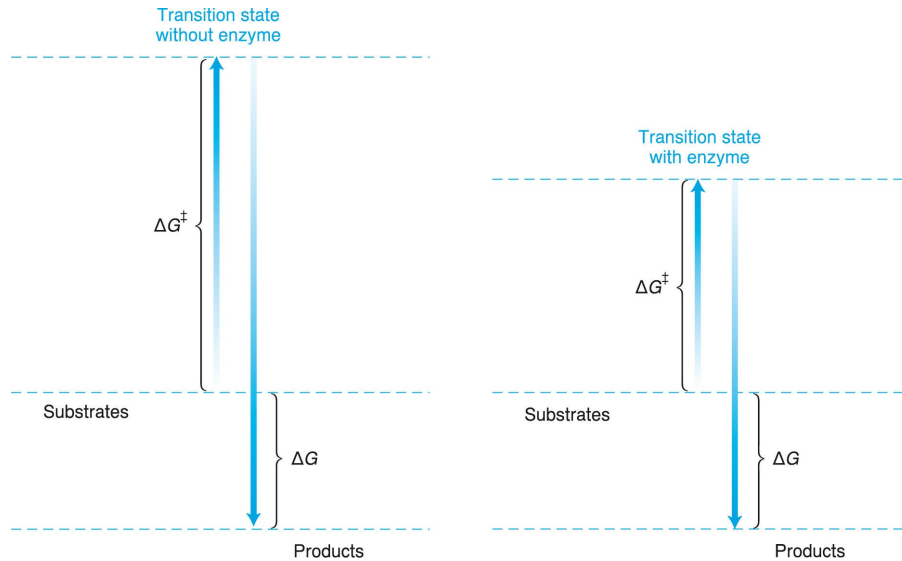 Transition state
without enzyme
ΔG‡
Substrates
ΔG
Products
Transition state
with enzyme
ΔG‡
Substrates
ΔG
Products